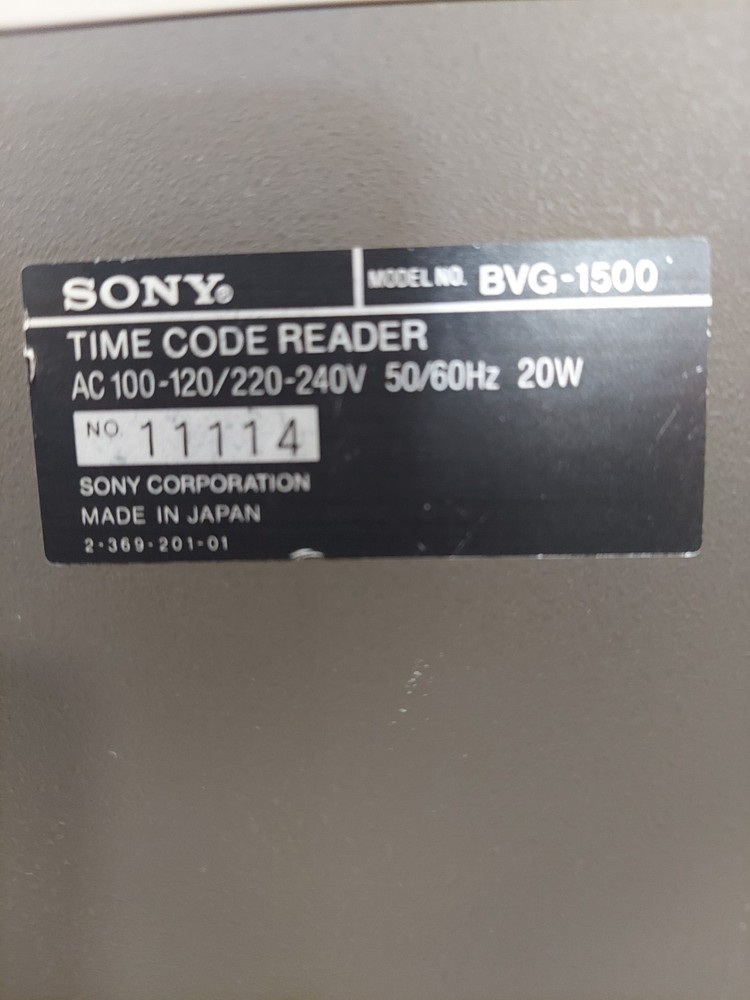 SONY® MODEL NO. BVG-1500
TIME CODE READER
AC 100-120/220-240V 50/60Hz 20W
NO. 11114
SONY CORPORATION
MADE IN JAPAN
2-369-201-01